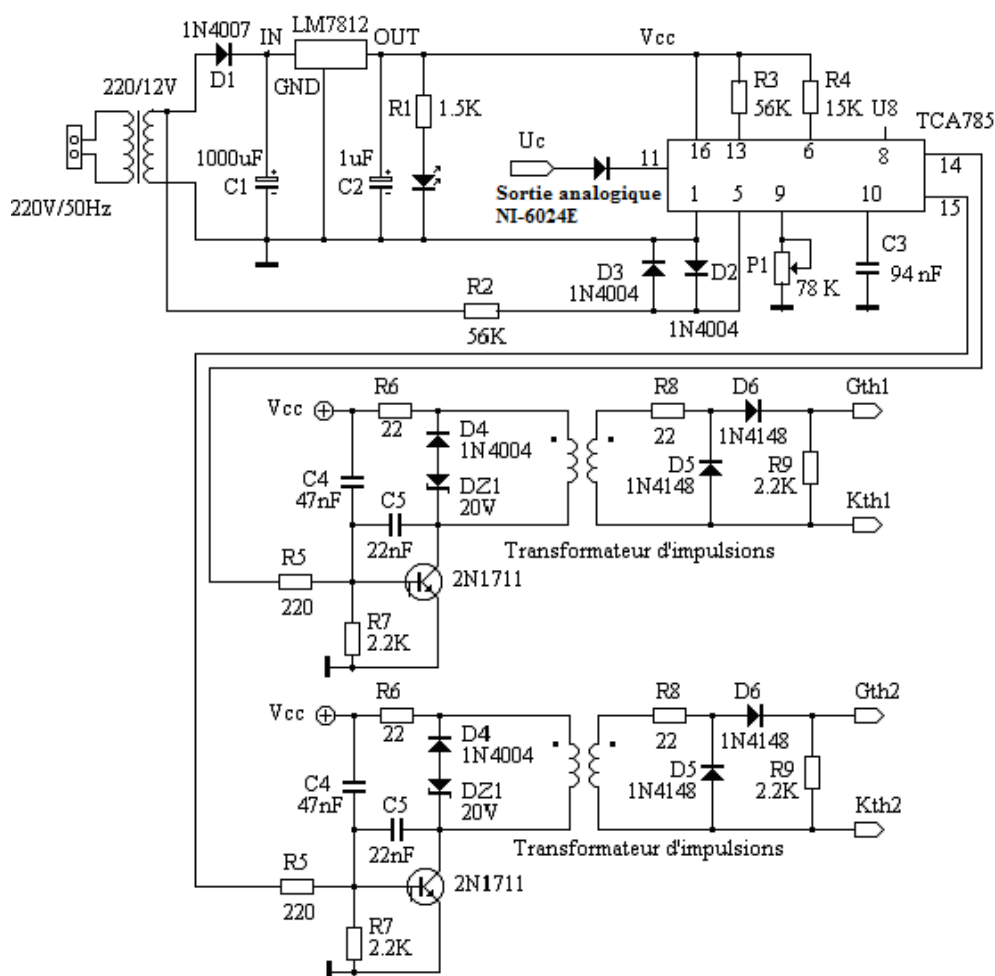 1N4007
IN
LM7812
OUT
Vcc
D1
GND
220/12V
R1
1.5K
R3
56K
R4
15K
U8
TCA785
Uc
11
16
13
6
8
14
1000uF
C1
1uF
C2
Sortie analogique
NI-6024E
1
5
9
10
15
220V/50Hz
C3
94 nF
D3
1N4004
D2
P1
78 K
R2
56K
1N4004
R6
Vcc
22
D4
1N4004
R8
22
D6
1N4148
Gth1
C4
47nF
DZ1
20V
D5
1N4148
R9
2.2K
C5
22nF
Kth1
Transformateur d'impulsions
R5
220
2N1711
R7
2.2K
R6
Vcc
22
D4
1N4004
R8
22
D6
1N4148
Gth2
C4
47nF
DZ1
20V
D5
1N4148
R9
2.2K
C5
22nF
Kth2
Transformateur d'impulsions
R5
220
2N1711
R7
2.2K